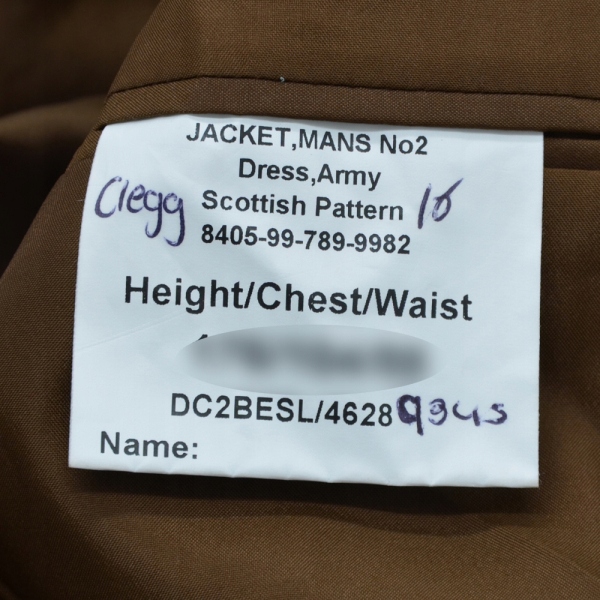 JACKET,MANS No2
Dress,Army
Clegg Scottish Pattern 16
8405-99-789-9982
Height/Chest/Waist
DC2BESL/4628
Name: